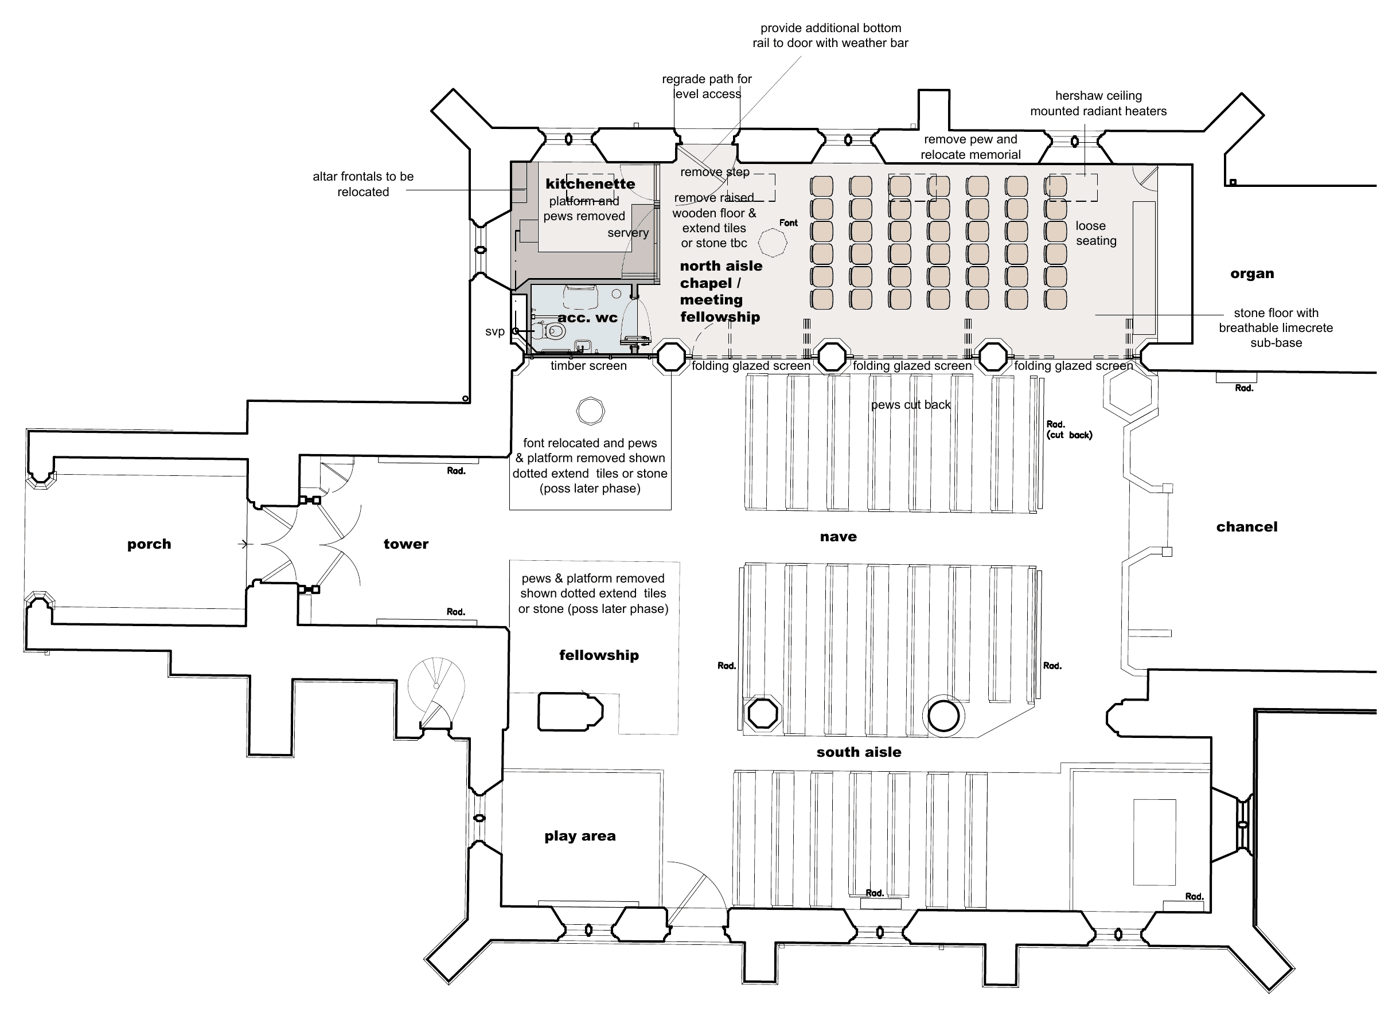 provide additional bottom
rail to door with weather bar
regrade path for
level access
hershaw ceiling
mounted radiant heaters
remove pew and
relocate memorial
altar frontals to be
relocated
kitchenette
platform and
pews removed
servery
remove step
remove raised
wooden floor &
extend tiles
or stone tbc
Font
north aisle
chapel /
meeting
fellowship
loose
seating
organ
stone floor with
breathable limecrete
sub-base
acc. wc
svp
timber screen
folding glazed screen
folding glazed screen
folding glazed screen
Rad.
pews cut back
Rad.
(cut back)
font relocated and pews
& platform removed shown
dotted extend tiles or stone
(poss later phase)
Rad.
porch
tower
nave
chancel
pews & platform removed
shown dotted extend tiles
or stone (poss later phase)
Rad.
fellowship
Rad.
Rad.
south aisle
play area
Rad.
Rad.